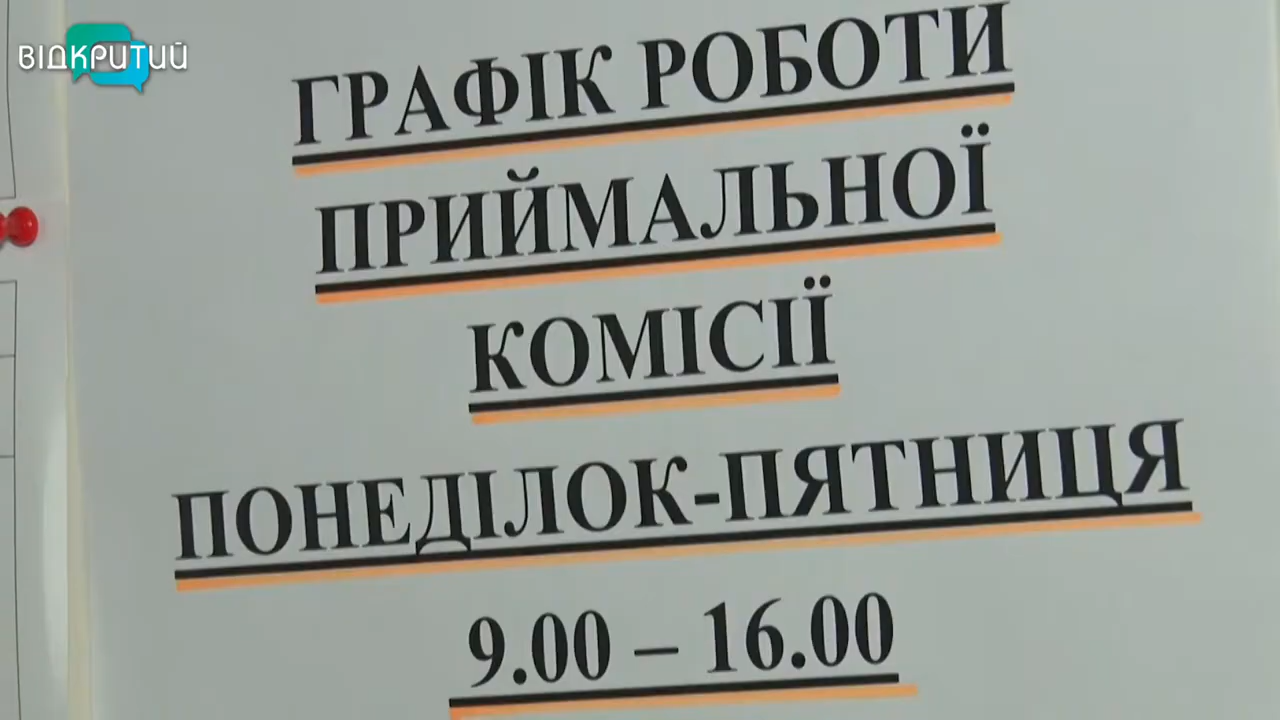 ВІДКРИТИЙ
ГРАФІК РОБОТИ
ПРИЙМАЛЬНОЇ
КОМІСІЇ
ПОНЕДІЛОК-ПЯТНИЦЯ
9.00 – 16.00